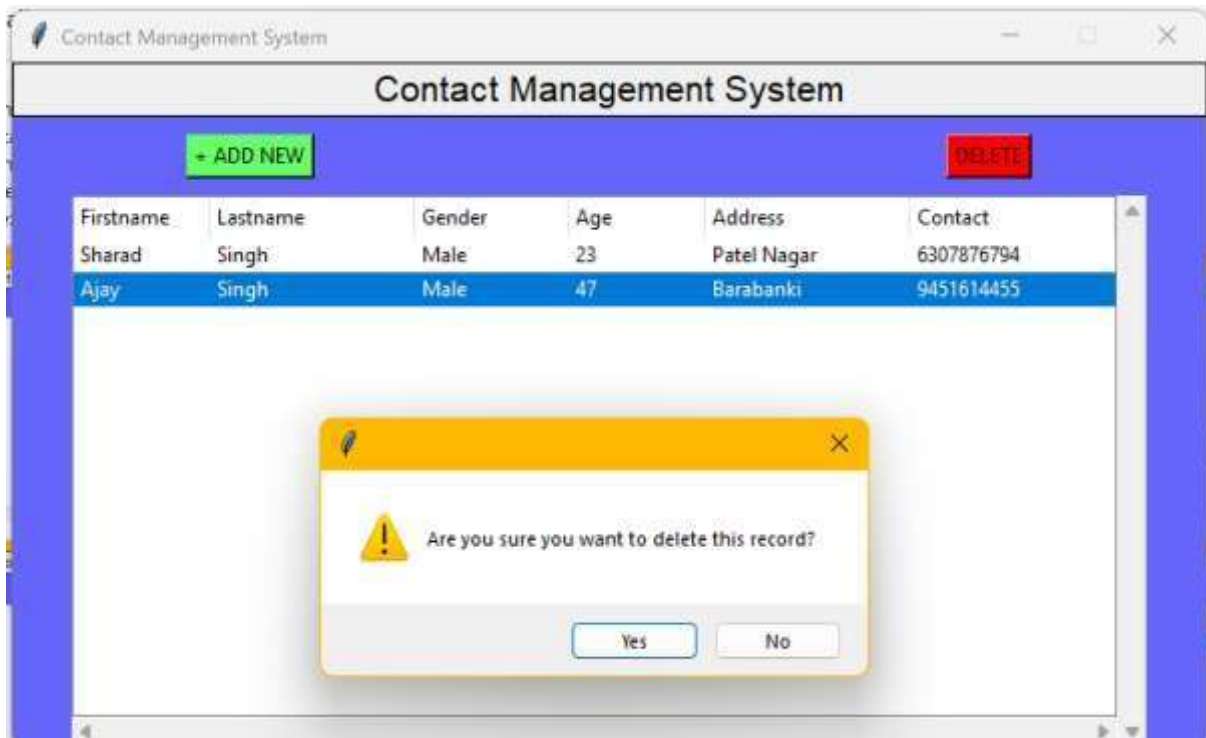 Contact Management System
Contact Management System
+ ADD NEW DELETE
Firstname Lastname Gender Age Address Contact
Sharad Singh Male 23 Patel Nagar 6307876794
Ajay Singh Male 47 Barabanki 9451614455
Are you sure you want to delete this record?
Yes No